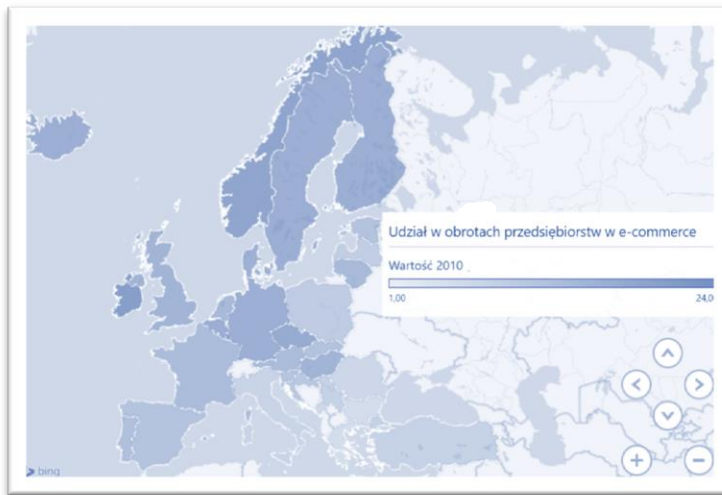 Udział w obrotach przedsiębiorstw w e-commerce
Wartość 2010
1,00
24,0
bing